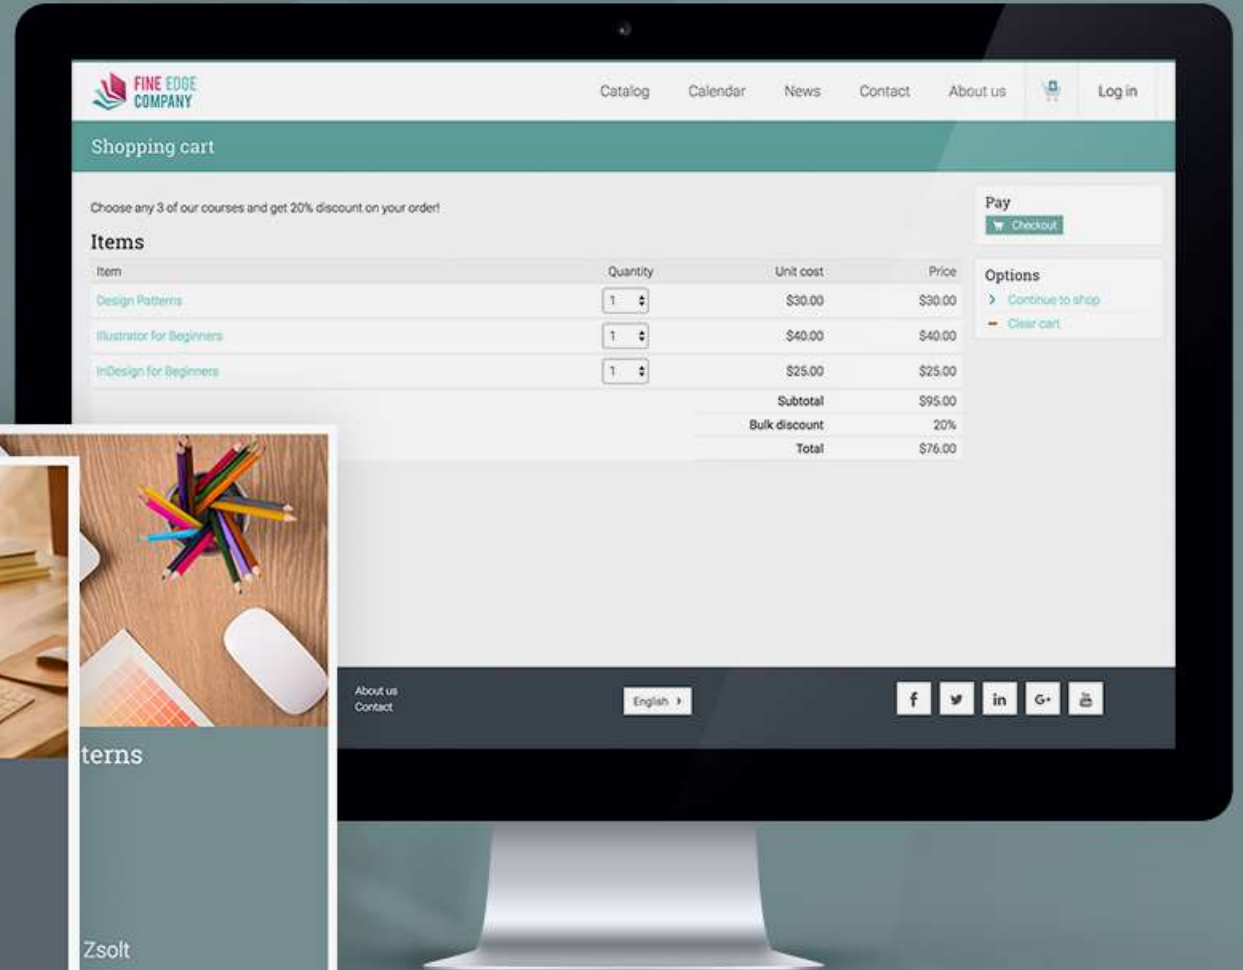 FINE EDGE
COMPANY
Catalog Calendar News Contact About us Log in
Shopping cart
Choose any 3 of our courses and get 20% discount on your order!
Items
Item Quantity Unit cost Price
Design Patterns 1 $30.00 $30.00
Illustrator for Beginners 1 $40.00 $40.00
InDesign for Beginners 1 $25.00 $25.00
Subtotal $95.00
Bulk discount 20%
Total $76.00
Pay
Checkout
Options
Continue to shop
Clear cart
About us
Contact
English
f in G+
terns
Zsolt